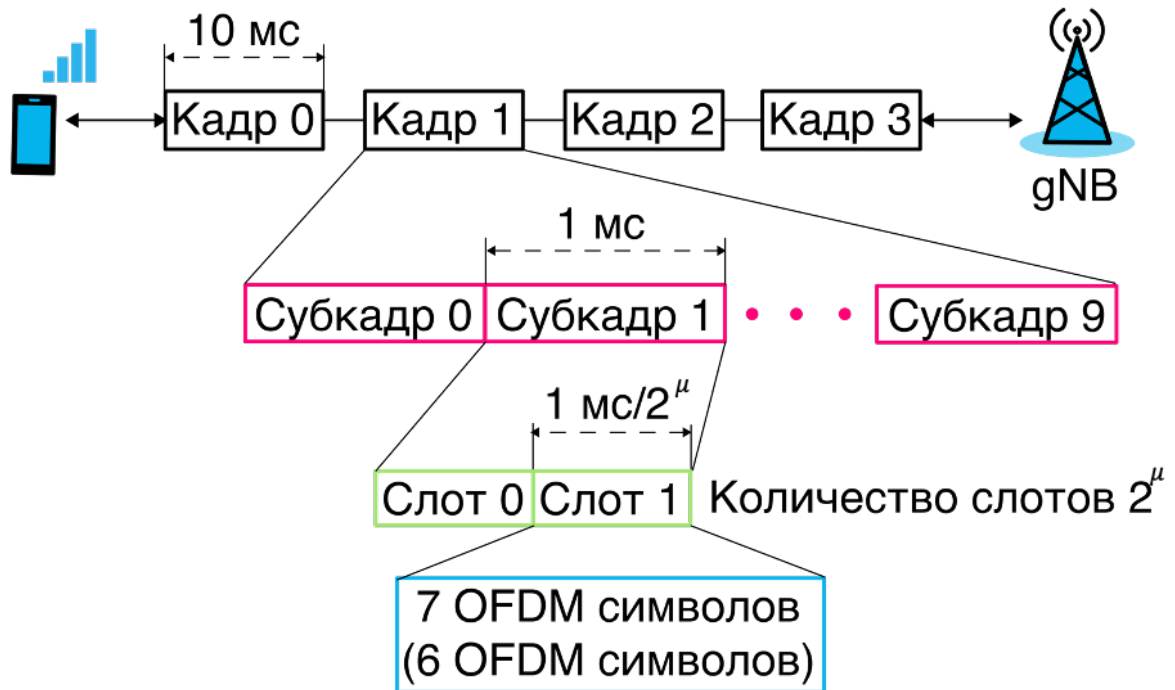 10 мс
Кадр 0 Кадр 1 Кадр 2 Кадр 3
gNB
1 мс
Субкадр 0 Субкадр 1 • • • Субкадр 9
1 мс/2^μ
Слот 0 Слот 1 Количество слотов 2^μ
7 OFDM символов
(6 OFDM символов)